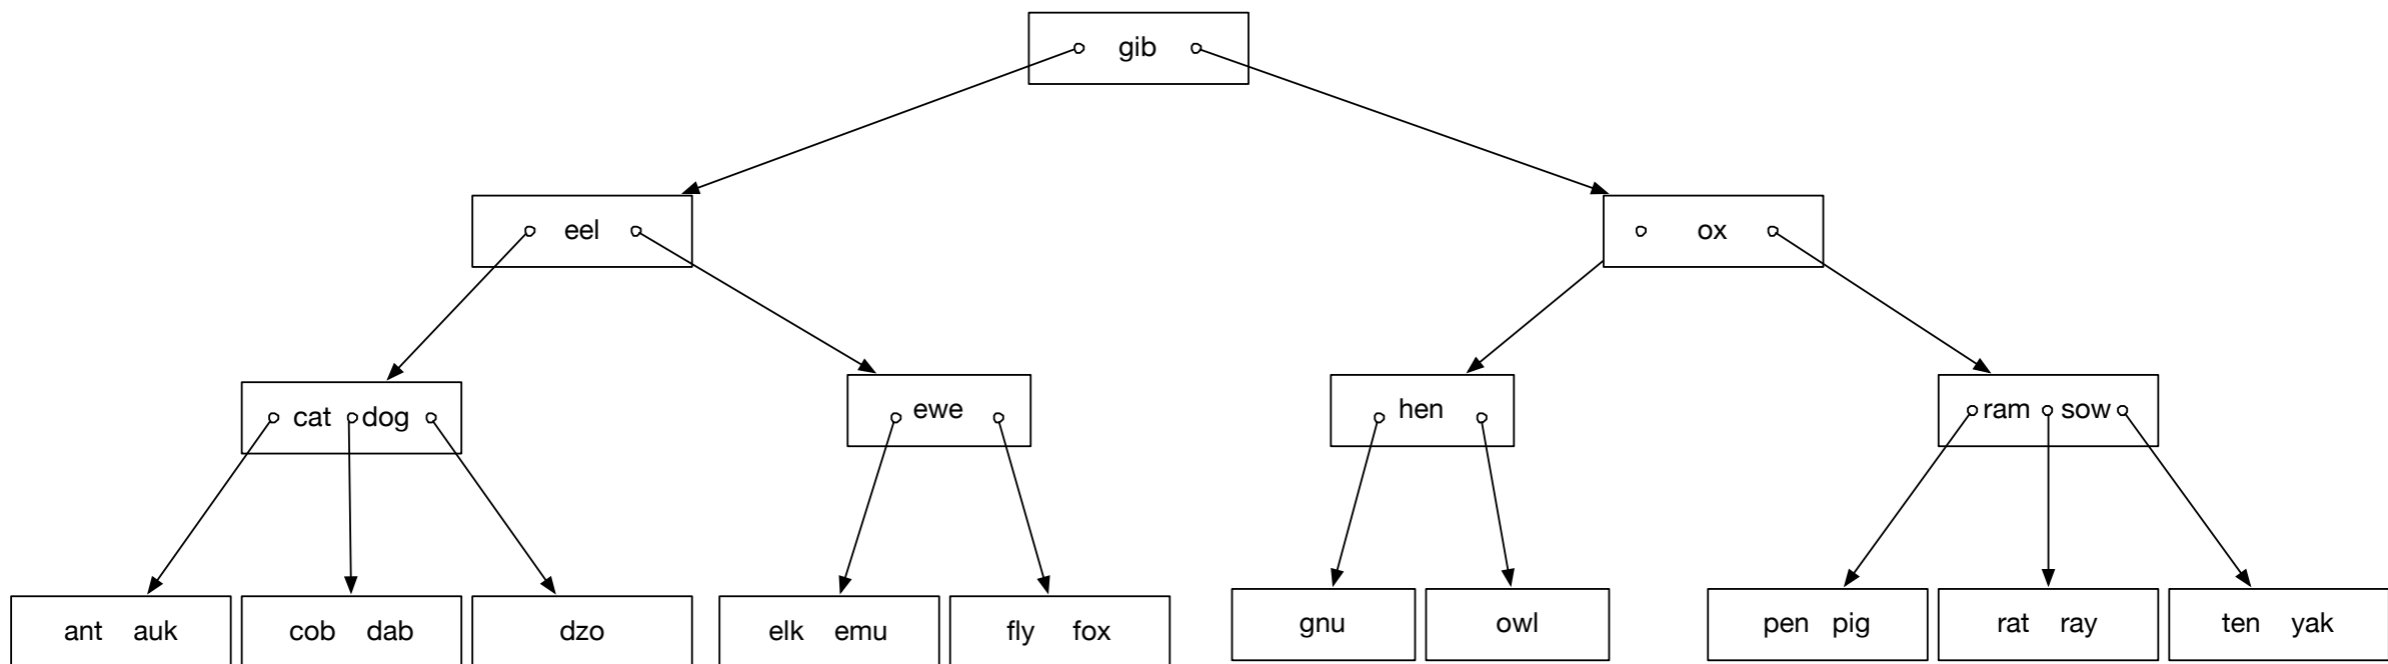 gib
eel ox
cat dog ewe hen ram sow
ant auk cob dab dzo elk emu fly fox gnu owl pen pig rat ray ten yak